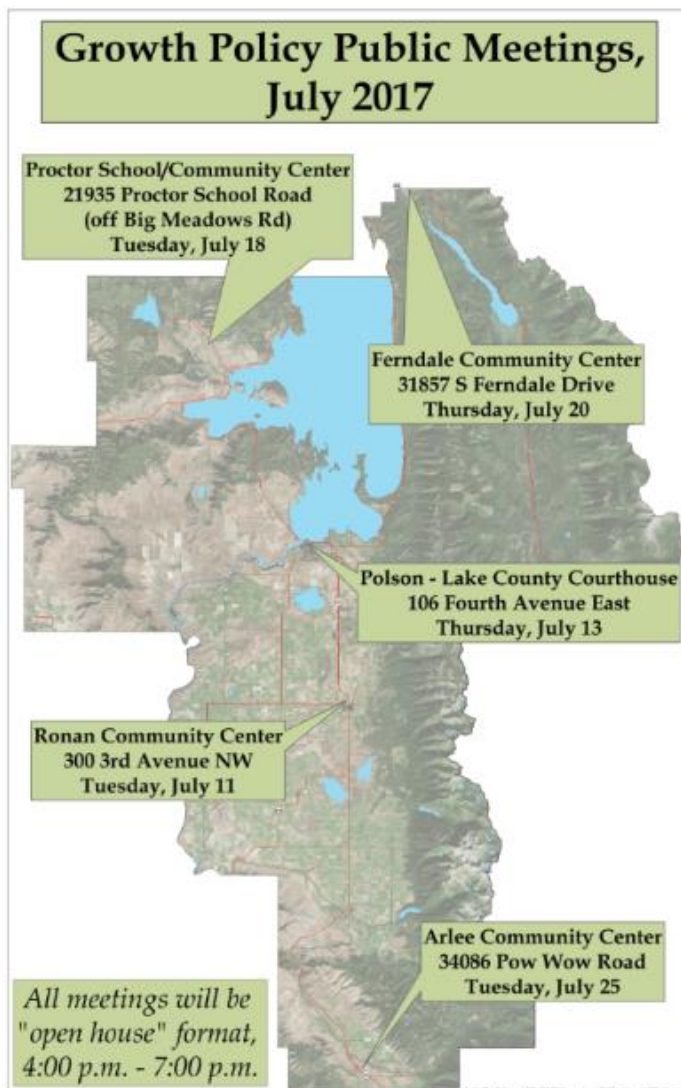 Growth Policy Public Meetings,
July 2017
Proctor School/Community Center
21935 Proctor School Road
(off Big Meadows Rd)
Tuesday, July 18
Ferndale Community Center
31857 S Ferndale Drive
Thursday, July 20
Polson - Lake County Courthouse
106 Fourth Avenue East
Thursday, July 13
Ronan Community Center
300 3rd Avenue NW
Tuesday, July 11
Arlee Community Center
34086 Pow Wow Road
Tuesday, July 25
All meetings will be
"open house" format,
4:00 p.m. - 7:00 p.m.